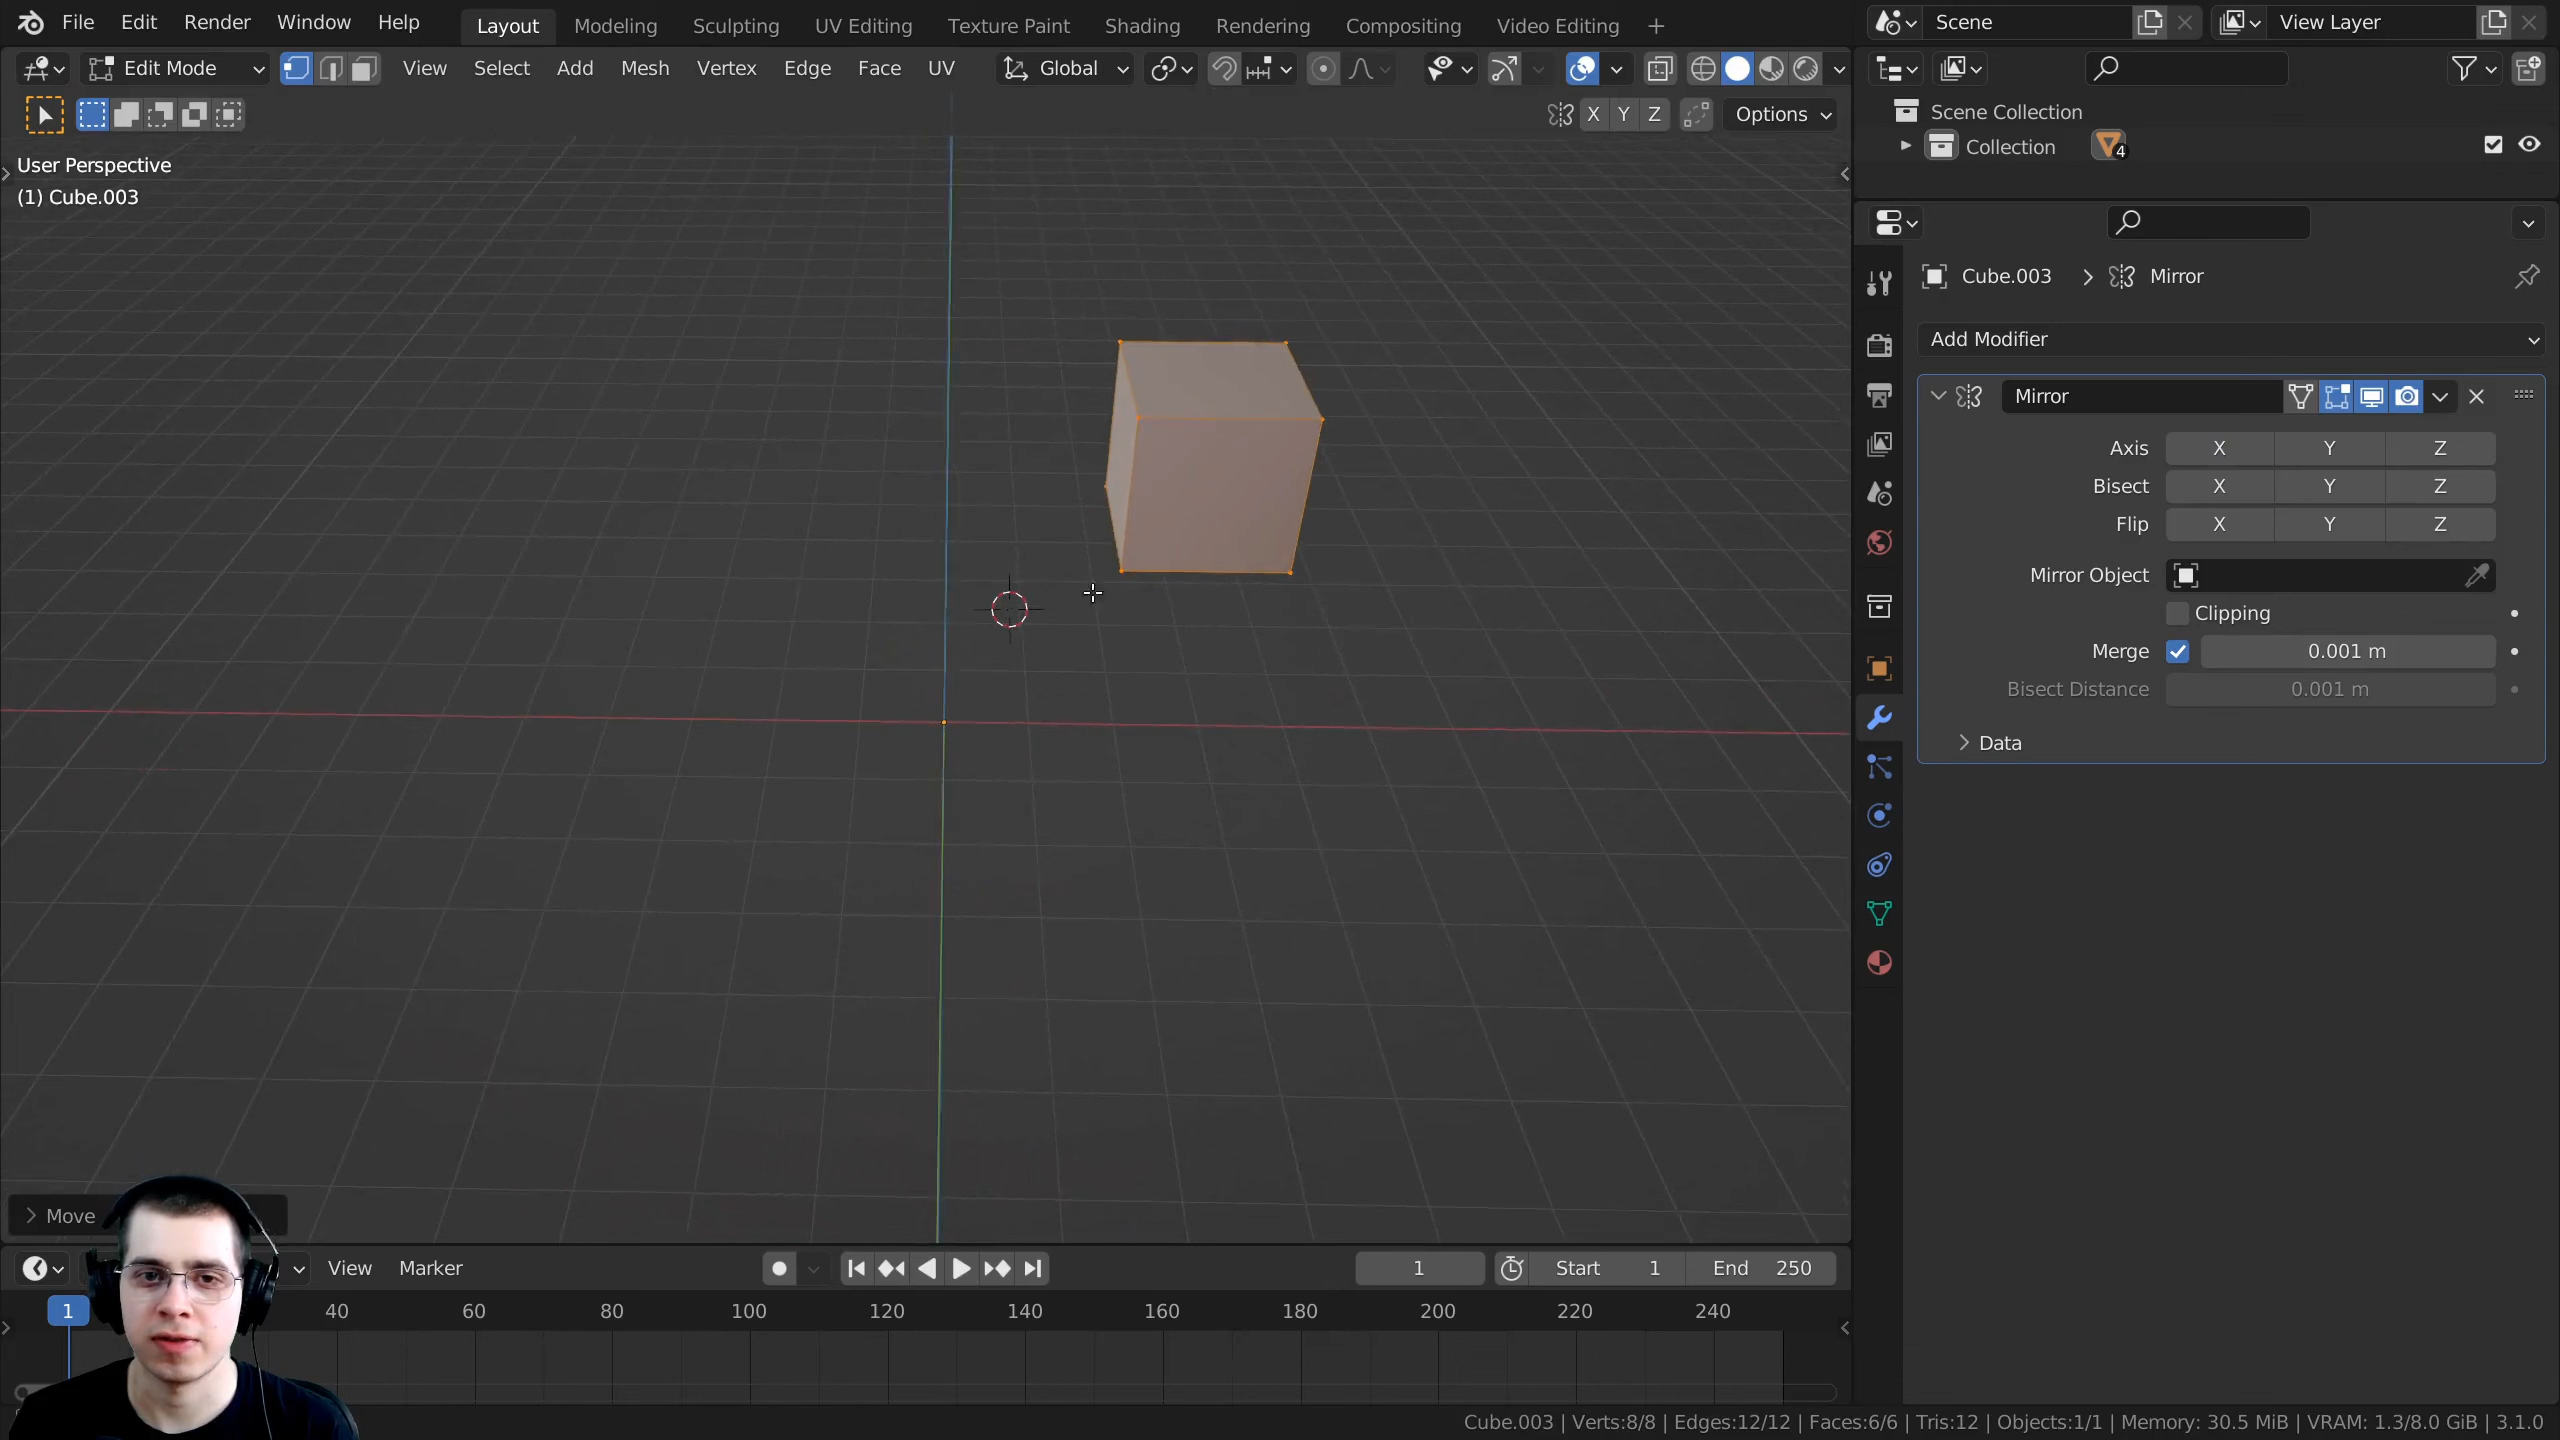 File Edit Render Window Help Layout Modeling Sculpting UV Editing Texture Paint Shading Rendering Compositing Video Editing + Scene View Layer
Edit Mode View Select Add Mesh Vertex Edge Face UV Global
X Y Z Options
Scene Collection
Collection 4
User Perspective
(1) Cube.003
Cube.003 > Mirror
Add Modifier
Mirror
Axis X Y Z
Bisect X Y Z
Flip X Y Z
Mirror Object
Clipping
Merge 0.001 m
Bisect Distance 0.001 m
Data
Move
View Marker 1 Start 1 End 250
1 40 60 80 100 120 140 160 180 200 220 240
Cube.003 | Verts:8/8 | Edges:12/12 | Faces:6/6 | Tris:12 | Objects:1/1 | Memory: 30.5 MiB | VRAM: 1.3/8.0 GiB | 3.1.0